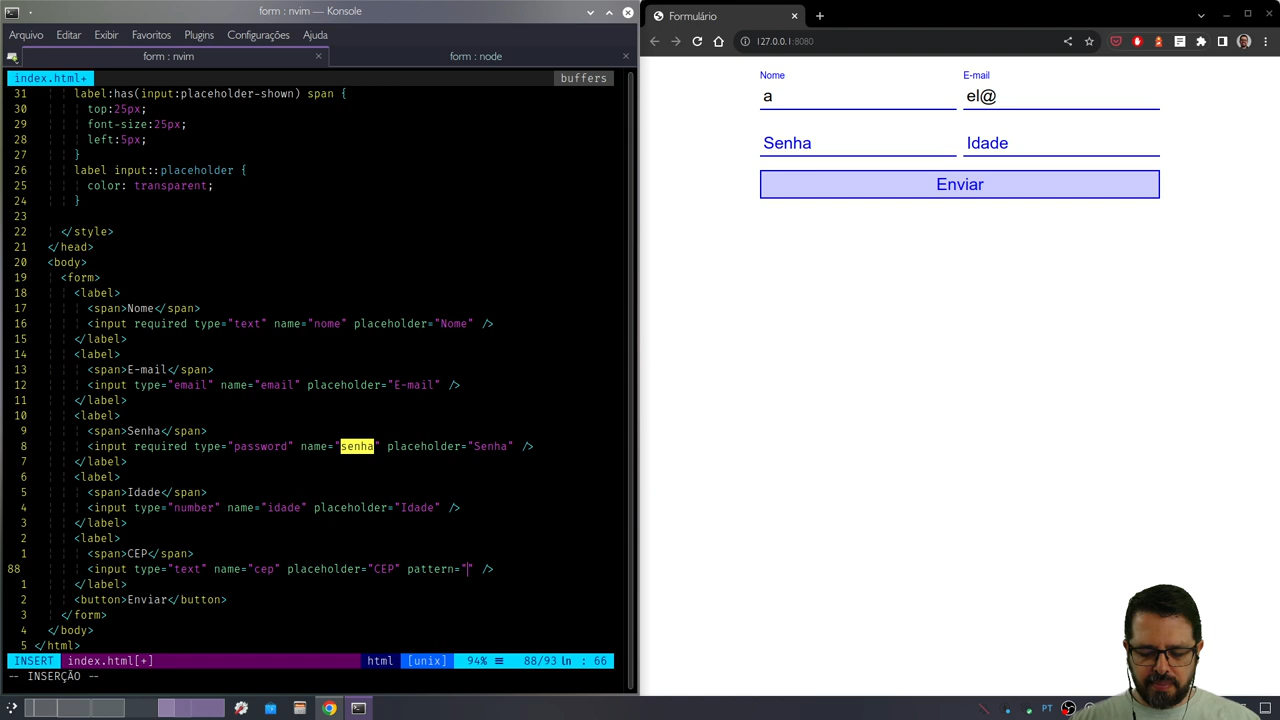 form : nvim — Konsole
Arquivo Editar Exibir Favoritos Plugins Configurações Ajuda
form : nvim
form : node
index.html+ buffers
31 label:has(input:placeholder-shown) span {
30 top:25px;
29 font-size:25px;
28 left:5px;
27 }
26 label input::placeholder {
25 color: transparent;
24 }
23
22 </style>
21 </head>
20 <body>
19 <form>
18 <label>
17 <span>Nome</span>
16 <input required type="text" name="nome" placeholder="Nome" />
15 </label>
14 <label>
13 <span>E-mail</span>
12 <input type="email" name="email" placeholder="E-mail" />
11 </label>
10 <label>
9 <span>Senha</span>
8 <input required type="password" name="senha" placeholder="Senha" />
7 </label>
6 <label>
5 <span>Idade</span>
4 <input type="number" name="idade" placeholder="Idade" />
3 </label>
2 <label>
1 <span>CEP</span>
88 <input type="text" name="cep" placeholder="CEP" pattern="" />
1 </label>
2 <button>Enviar</button>
3 </form>
4 </body>
5 </html>
INSERT index.html[+] html [unix] 94% ≡ 88/93 ln : 66
-- INSERÇÃO --
Formulário
127.0.0.1:8080
Nome E-mail
a el@
Senha Idade
Enviar
PT